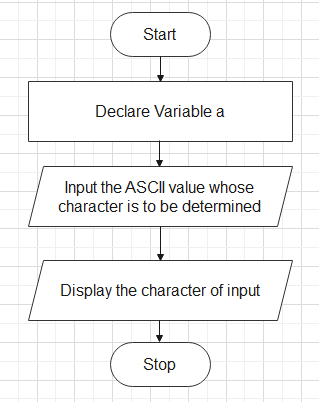 Start
Declare Variable a
Input the ASCII value whose
character is to be determined
Display the character of input
Stop